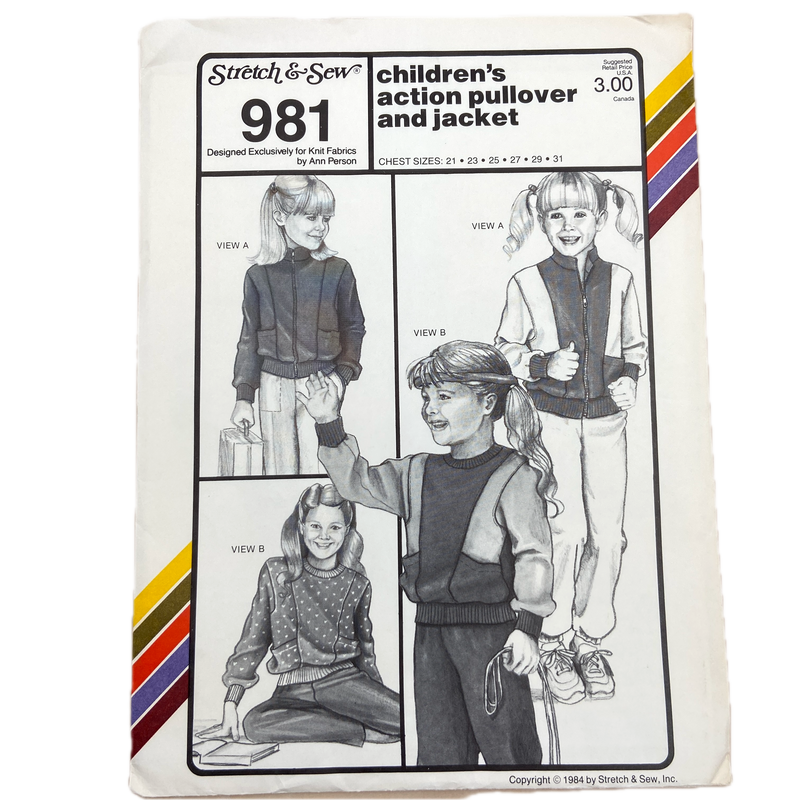 Stretch & Sew®
981
Designed Exclusively for Knit Fabrics
by Ann Person
children's
action pullover
and jacket
Suggested
Retail Price
U.S.A.
3.00
Canada
CHEST SIZES: 21 • 23 • 25 • 27 • 29 • 31
VIEW A
VIEW A
VIEW B
VIEW B
Copyright © 1984 by Stretch & Sew, Inc.